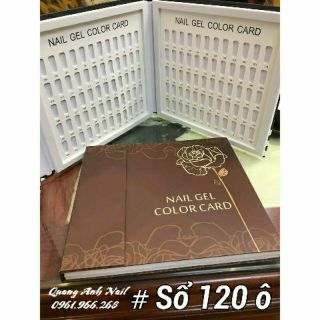 NAIL GEL COLOR CARD
NAIL GEL COLOR CARD
NAIL GEL
COLOR CARD
Quang Anh Nail
0961.966.268
# Sổ 120 ô